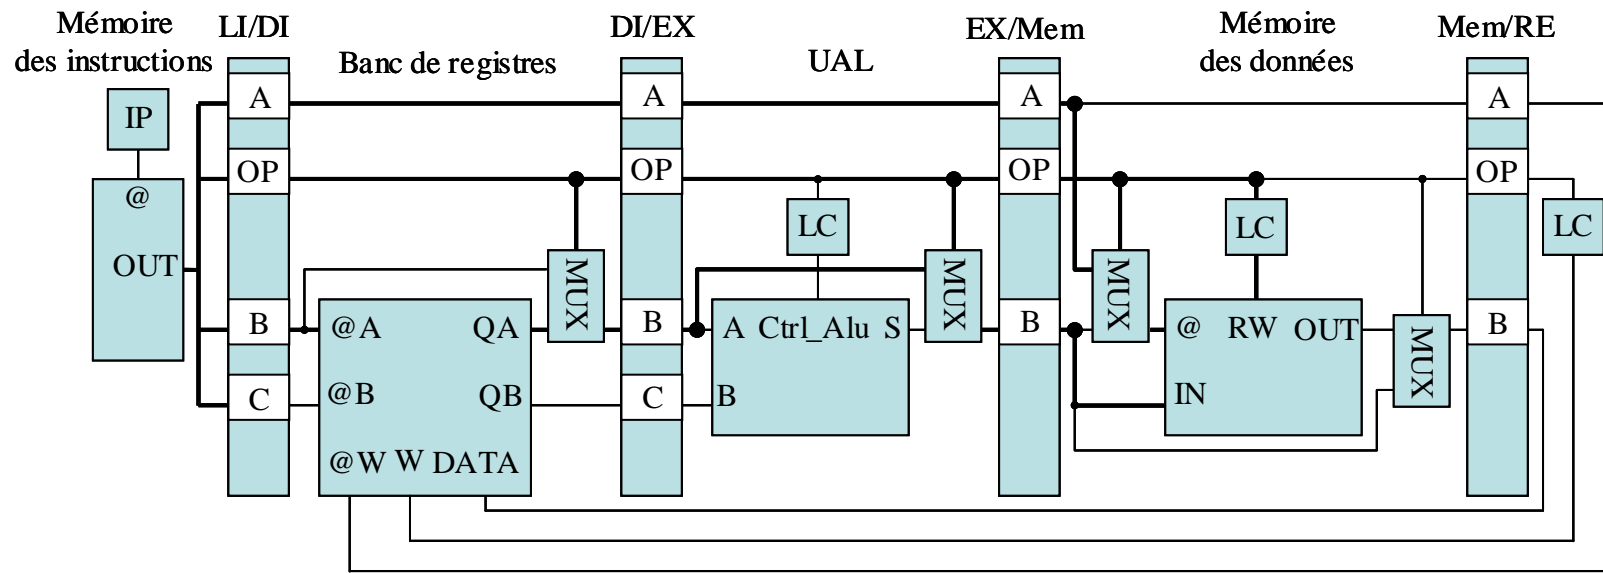 Mémoire
des instructions
LI/DI
Banc de registres
DI/EX
UAL
EX/Mem
Mémoire
des données
Mem/RE
IP
A
A
A
A
@
OP
OP
OP
OP
LC
LC
LC
OUT
MUX
MUX
MUX
MUX
B
@A
QA
B
A
Ctrl_Alu
S
B
@
RW
OUT
B
C
@B
QB
C
B
IN
@W
W
DATA